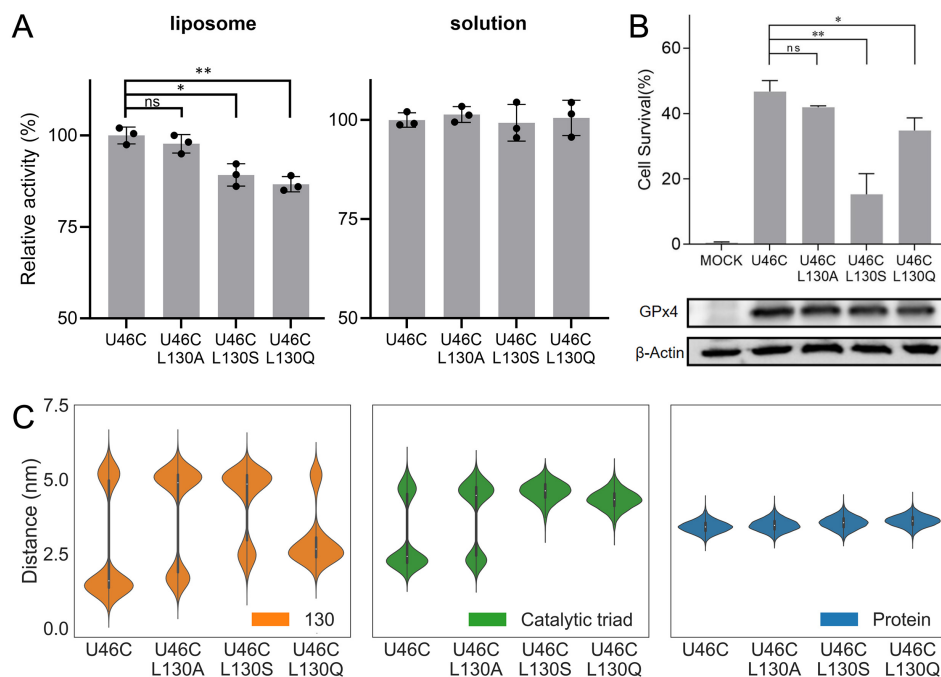 A
liposome
solution
Relative activity (%)
100
75
50
**
*
ns
U46C
U46C
L130A
U46C
L130S
U46C
L130Q
100
75
50
U46C
U46C
L130A
U46C
L130S
U46C
L130Q
B
Cell Survival(%)
60
40
20
0
*
**
ns
MOCK
U46C
U46C
L130A
U46C
L130S
U46C
L130Q
GPx4
β-Actin
C
Distance (nm)
7.5
5.0
2.5
0.0
130
Catalytic triad
Protein
U46C
U46C
L130A
U46C
L130S
U46C
L130Q
U46C
U46C
L130A
U46C
L130S
U46C
L130Q
U46C
U46C
L130A
U46C
L130S
U46C
L130Q